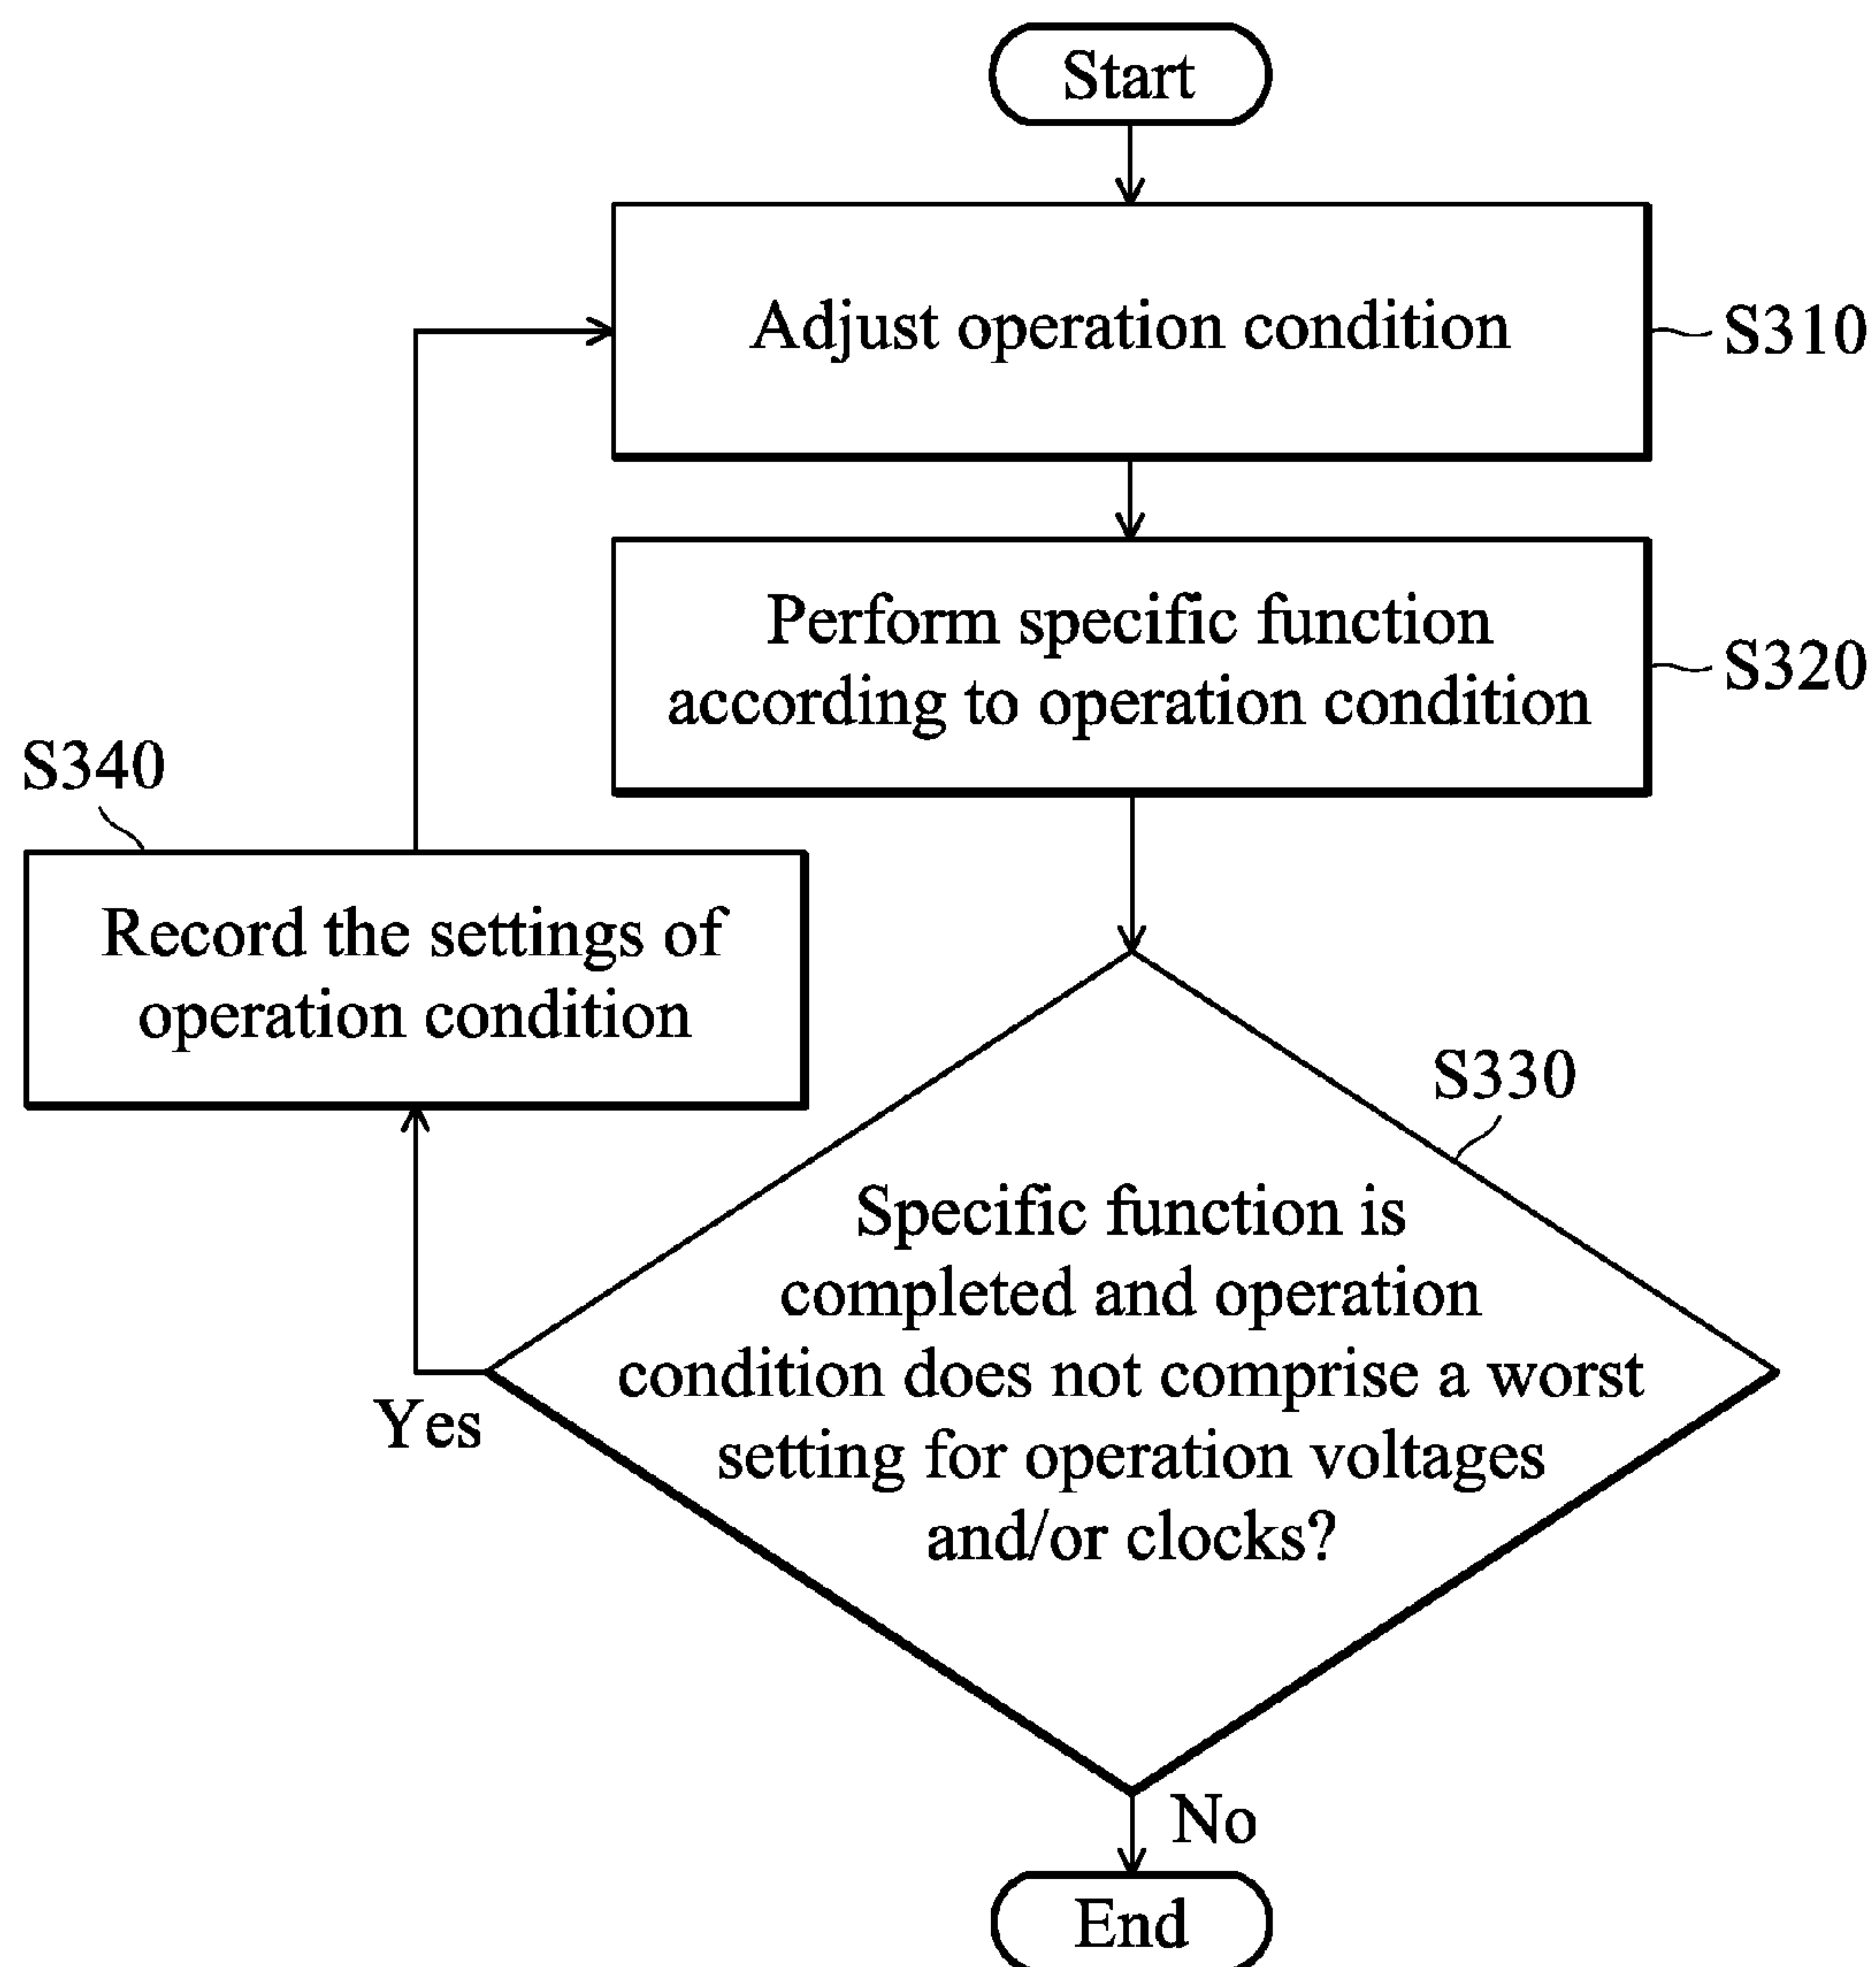 Start
Adjust operation condition
S310
Perform specific function
according to operation condition
S320
S340
Record the settings of
operation condition
S330
Specific function is
completed and operation
condition does not comprise a worst
setting for operation voltages
and/or clocks?
Yes
No
End